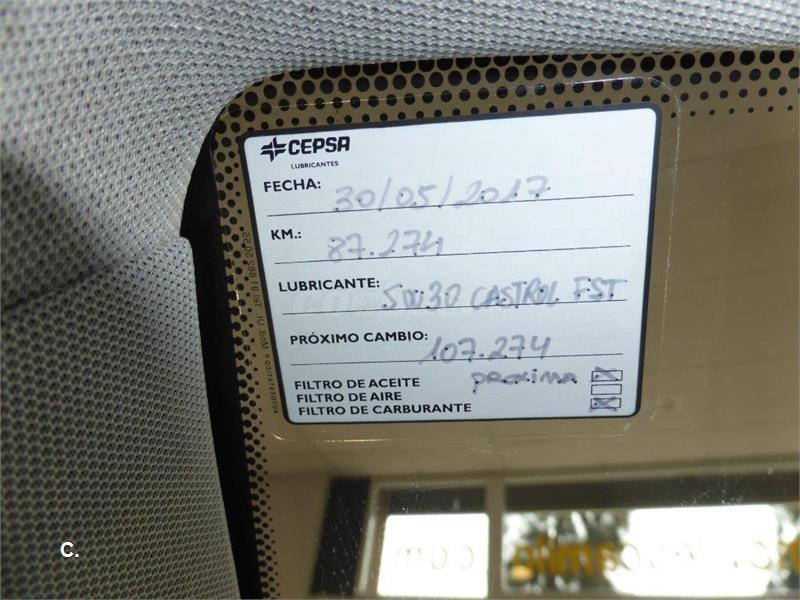 CEPSA
LUBRICANTES
FECHA: 30/05/2017
KM.: 87.274
LUBRICANTE: 5W30 CASTROL FST
PRÓXIMO CAMBIO: 107.274
FILTRO DE ACEITE proxima
FILTRO DE AIRE
FILTRO DE CARBURANTE
C.